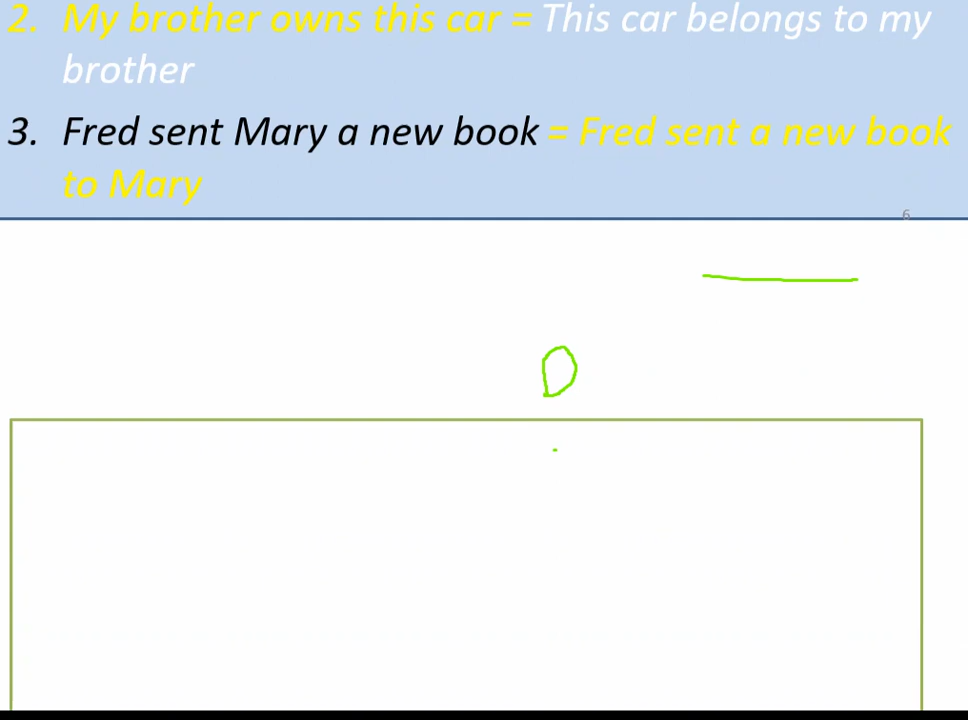 2. My brother owns this car = This car belongs to my
brother
3. Fred sent Mary a new book = Fred sent a new book
to Mary
6